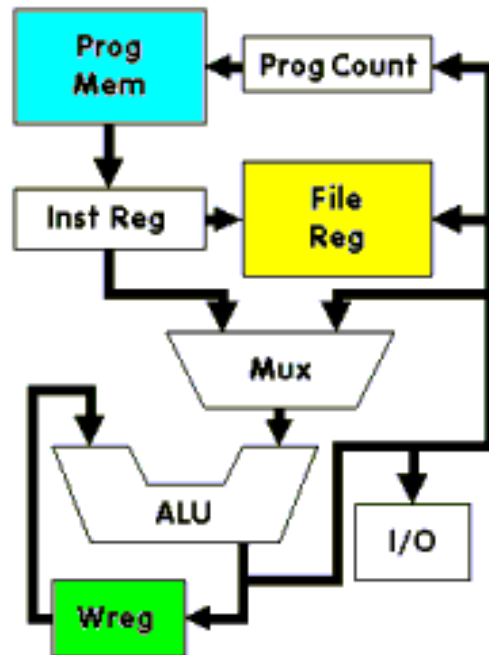 Prog
Mem
Prog Count
Inst Reg
File
Reg
Mux
ALU
I/O
Wreg